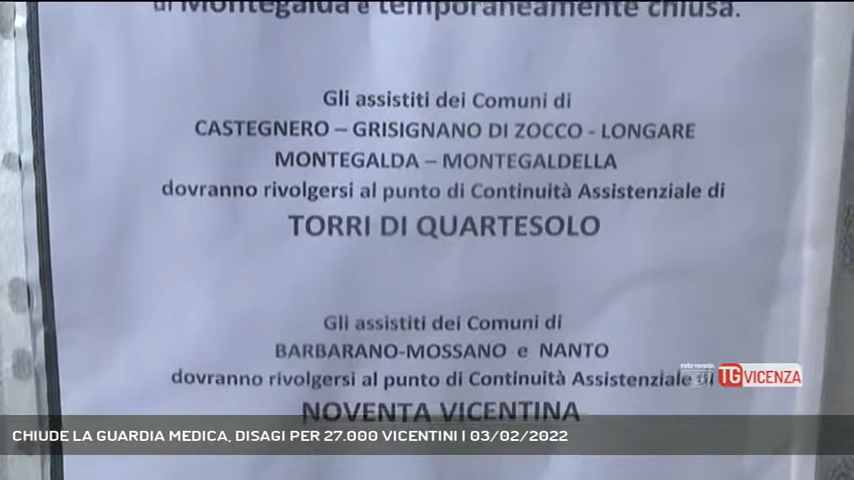 di Montegalda è temporaneamente chiusa.
Gli assistiti dei Comuni di
CASTEGNERO – GRISIGNANO DI ZOCCO - LONGARE
MONTEGALDA – MONTEGALDELLA
dovranno rivolgersi al punto di Continuità Assistenziale di
TORRI DI QUARTESOLO
Gli assistiti dei Comuni di
BARBARANO-MOSSANO e NANTO
dovranno rivolgersi al punto di Continuità Assistenziale di
TG VICENZA
NOVENTA VICENTINA
CHIUDE LA GUARDIA MEDICA, DISAGI PER 27.000 VICENTINI | 03/02/2022